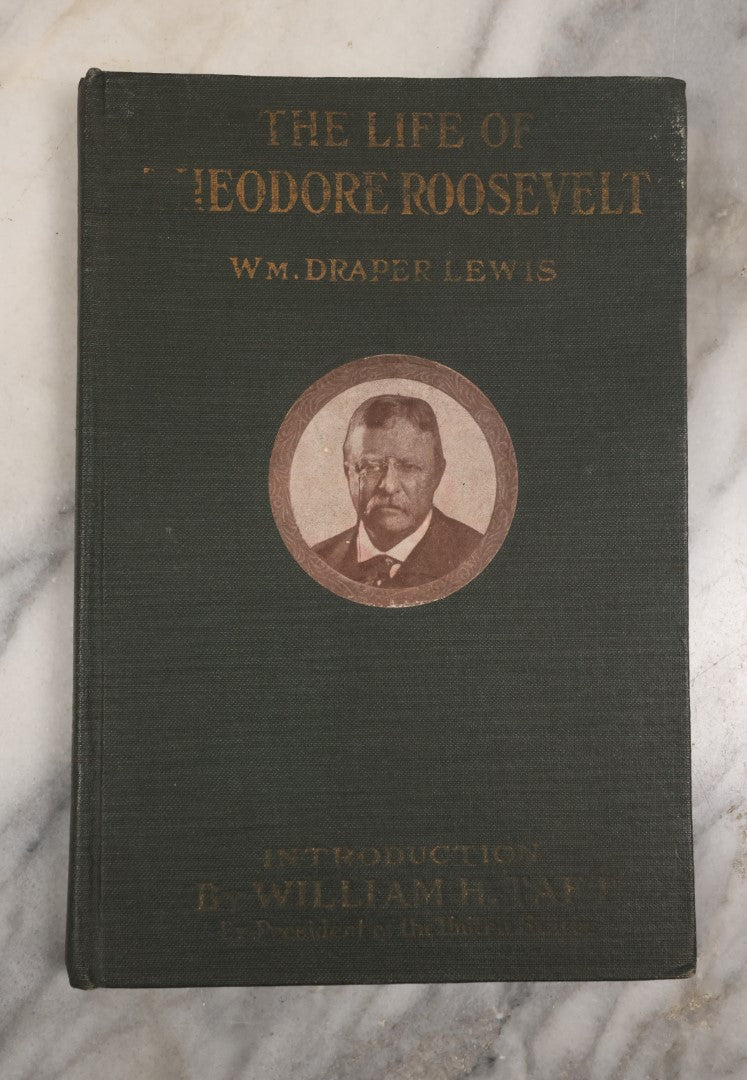 THE LIFE OF
THEODORE ROOSEVELT
WM. DRAPER LEWIS
INTRODUCTION
BY WILLIAM H. TAFT
Ex-President of the United States